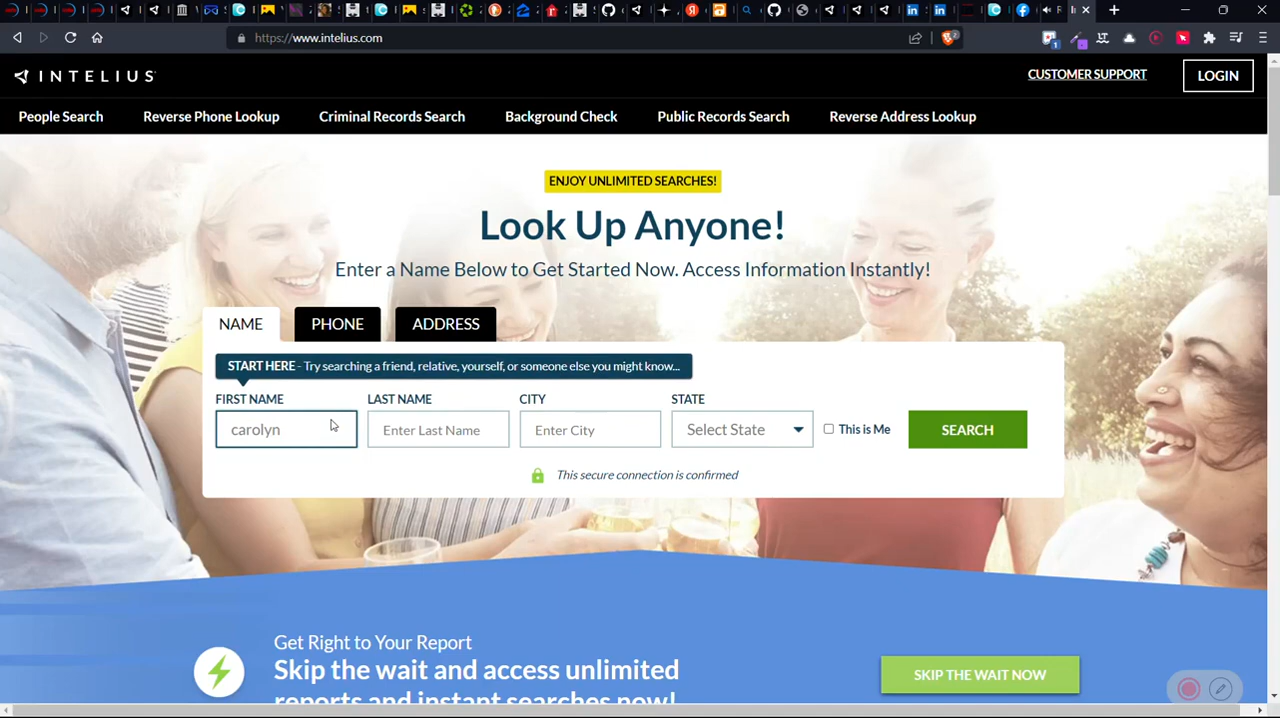 https://www.intelius.com
INTELIUS
CUSTOMER SUPPORT
LOGIN
People Search
Reverse Phone Lookup
Criminal Records Search
Background Check
Public Records Search
Reverse Address Lookup
ENJOY UNLIMITED SEARCHES!
Look Up Anyone!
Enter a Name Below to Get Started Now. Access Information Instantly!
NAME
PHONE
ADDRESS
START HERE - Try searching a friend, relative, yourself, or someone else you might know...
FIRST NAME
LAST NAME
CITY
STATE
carolyn
Enter Last Name
Enter City
Select State
This is Me
SEARCH
This secure connection is confirmed
Get Right to Your Report
Skip the wait and access unlimited
reports and instant searches now!
SKIP THE WAIT NOW